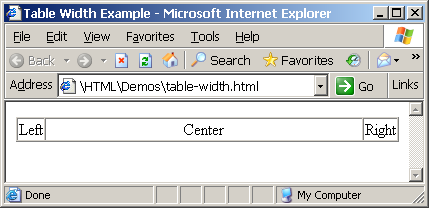 Table Width Example - Microsoft Internet Explorer
File Edit View Favorites Tools Help
Back Search Favorites
Address \HTML\Demos\table-width.html Go Links
Left Center Right
Done My Computer